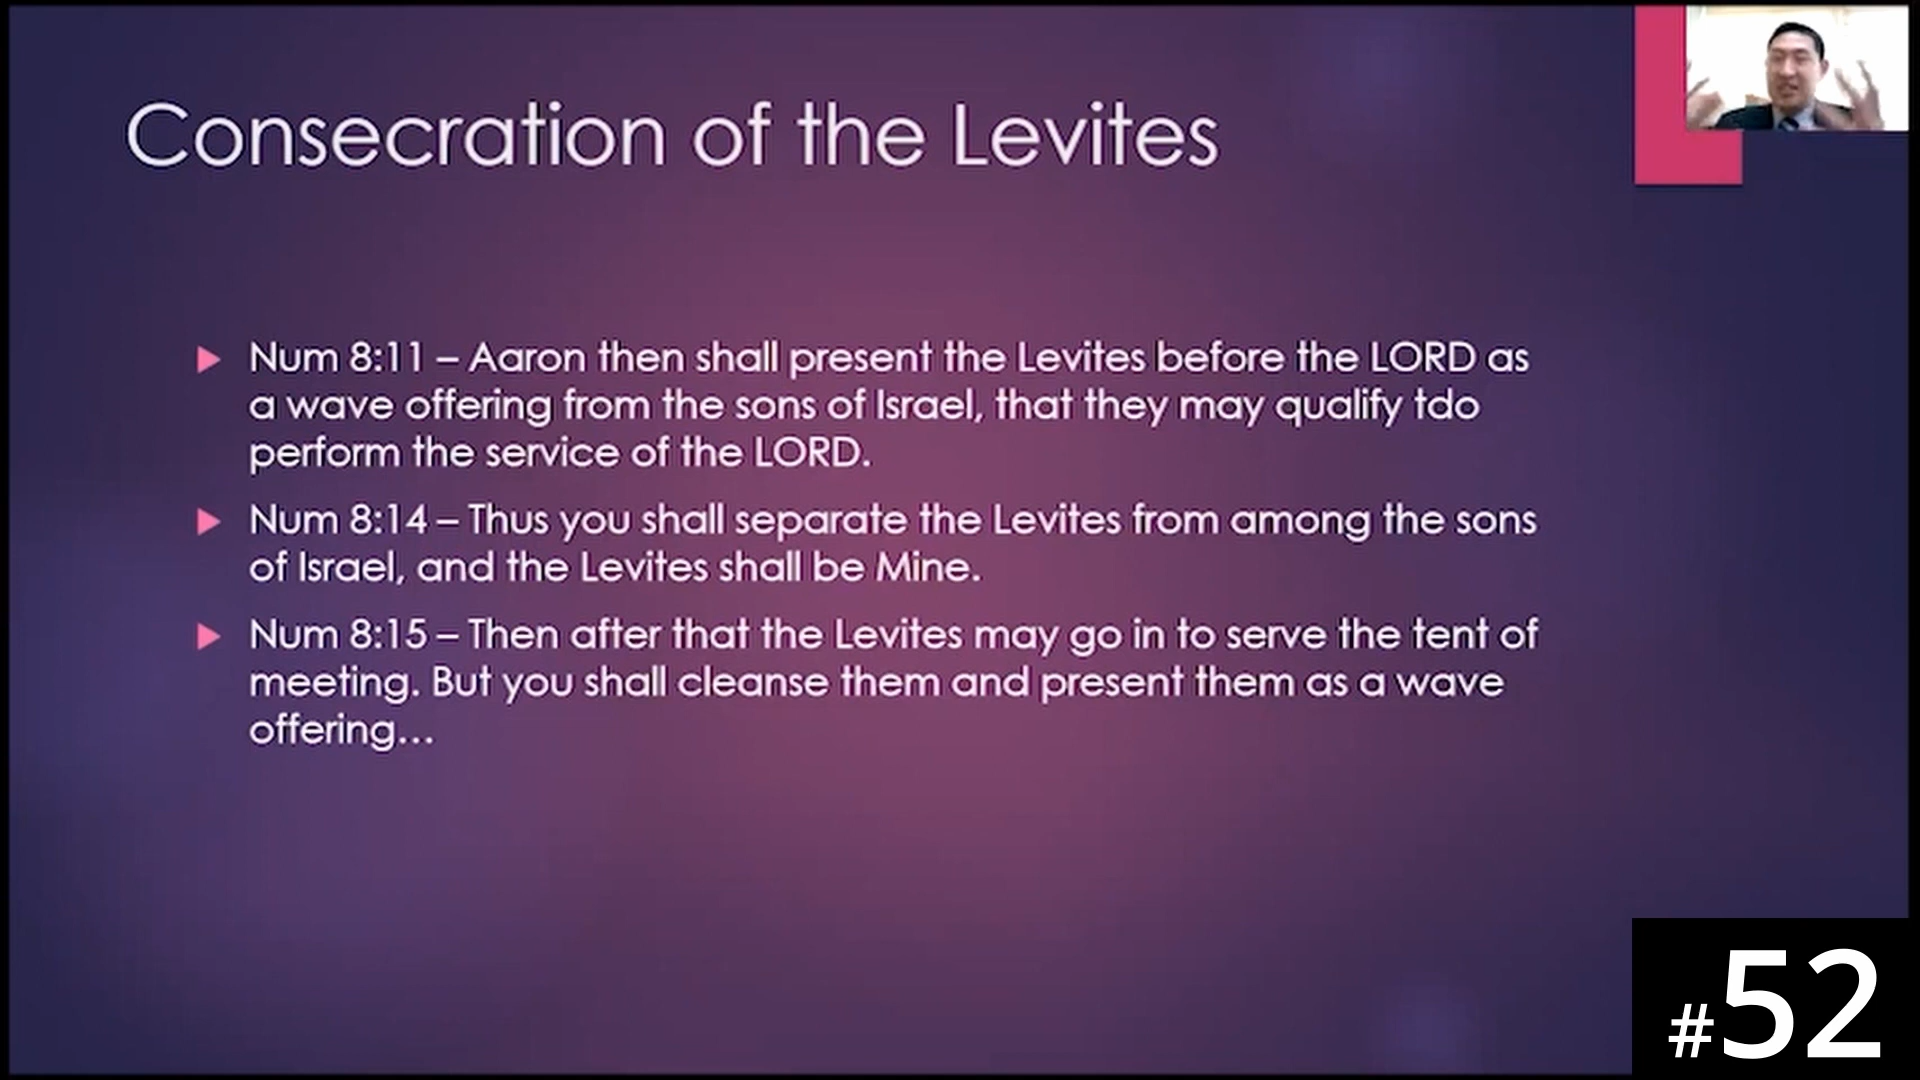 Consecration of the Levites
Num 8:11 – Aaron then shall present the Levites before the LORD as
a wave offering from the sons of Israel, that they may qualify tdo
perform the service of the LORD.
Num 8:14 – Thus you shall separate the Levites from among the sons
of Israel, and the Levites shall be Mine.
Num 8:15 – Then after that the Levites may go in to serve the tent of
meeting. But you shall cleanse them and present them as a wave
offering...
#52